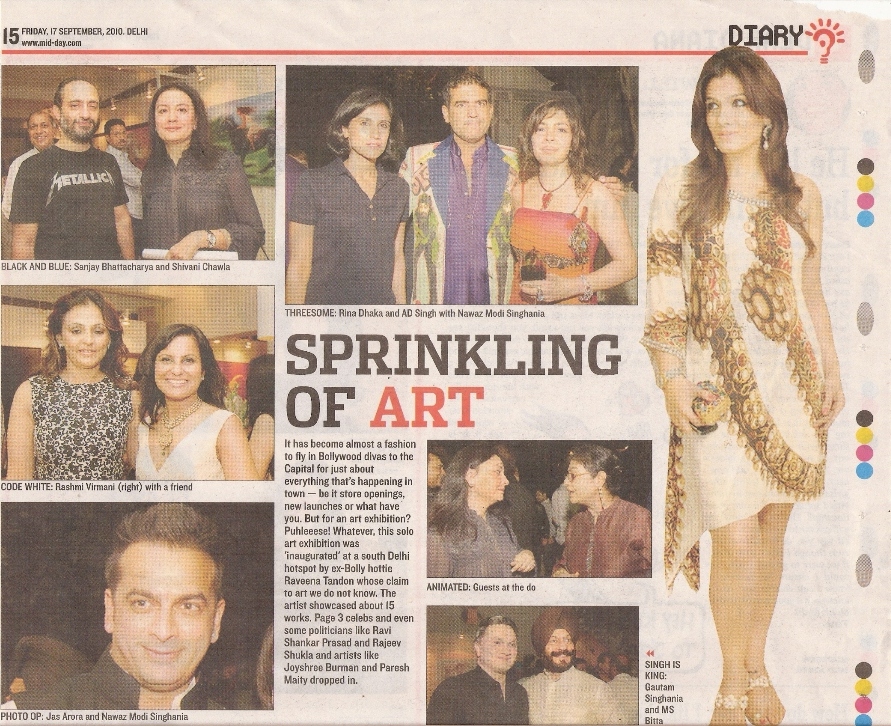 15 FRIDAY, 17 SEPTEMBER, 2010. DELHI
www.mid-day.com
DIARY
METALLICA
BLACK AND BLUE: Sanjay Bhattacharya and Shivani Chawla
THREESOME: Rina Dhaka and AD Singh with Nawaz Modi Singhania
CODE WHITE: Rashmi Virmani (right) with a friend
PHOTO OP: Jas Arora and Nawaz Modi Singhania
SPRINKLING
OF ART
It has become almost a fashion
to fly in Bollywood divas to the
Capital for just about
everything that's happening in
town — be it store openings,
new launches or what have
you. But for an art exhibition?
Puhleeese! Whatever, this solo
art exhibition was
'inaugurated' at a south Delhi
hotspot by ex-Bolly hottie
Raveena Tandon whose claim
to art we do not know. The
artist showcased about 15
works. Page 3 celebs and even
some politicians like Ravi
Shankar Prasad and Rajeev
Shukla and artists like
Joyshree Burman and Paresh
Maity dropped in.
ANIMATED: Guests at the do
SINGH IS
KING:
Gautam
Singhania
and MS
Bitta